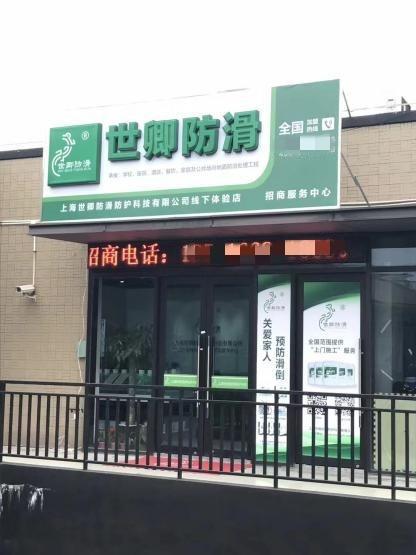 世卿防滑
®
世卿防滑
全国
加盟
热线
上海世卿防滑防护科技有限公司线下体验店
招商服务中心
招商电话:
世卿防滑
®
关爱家人
预防滑倒
世卿防滑
全国范围提供
"上门施工"服务